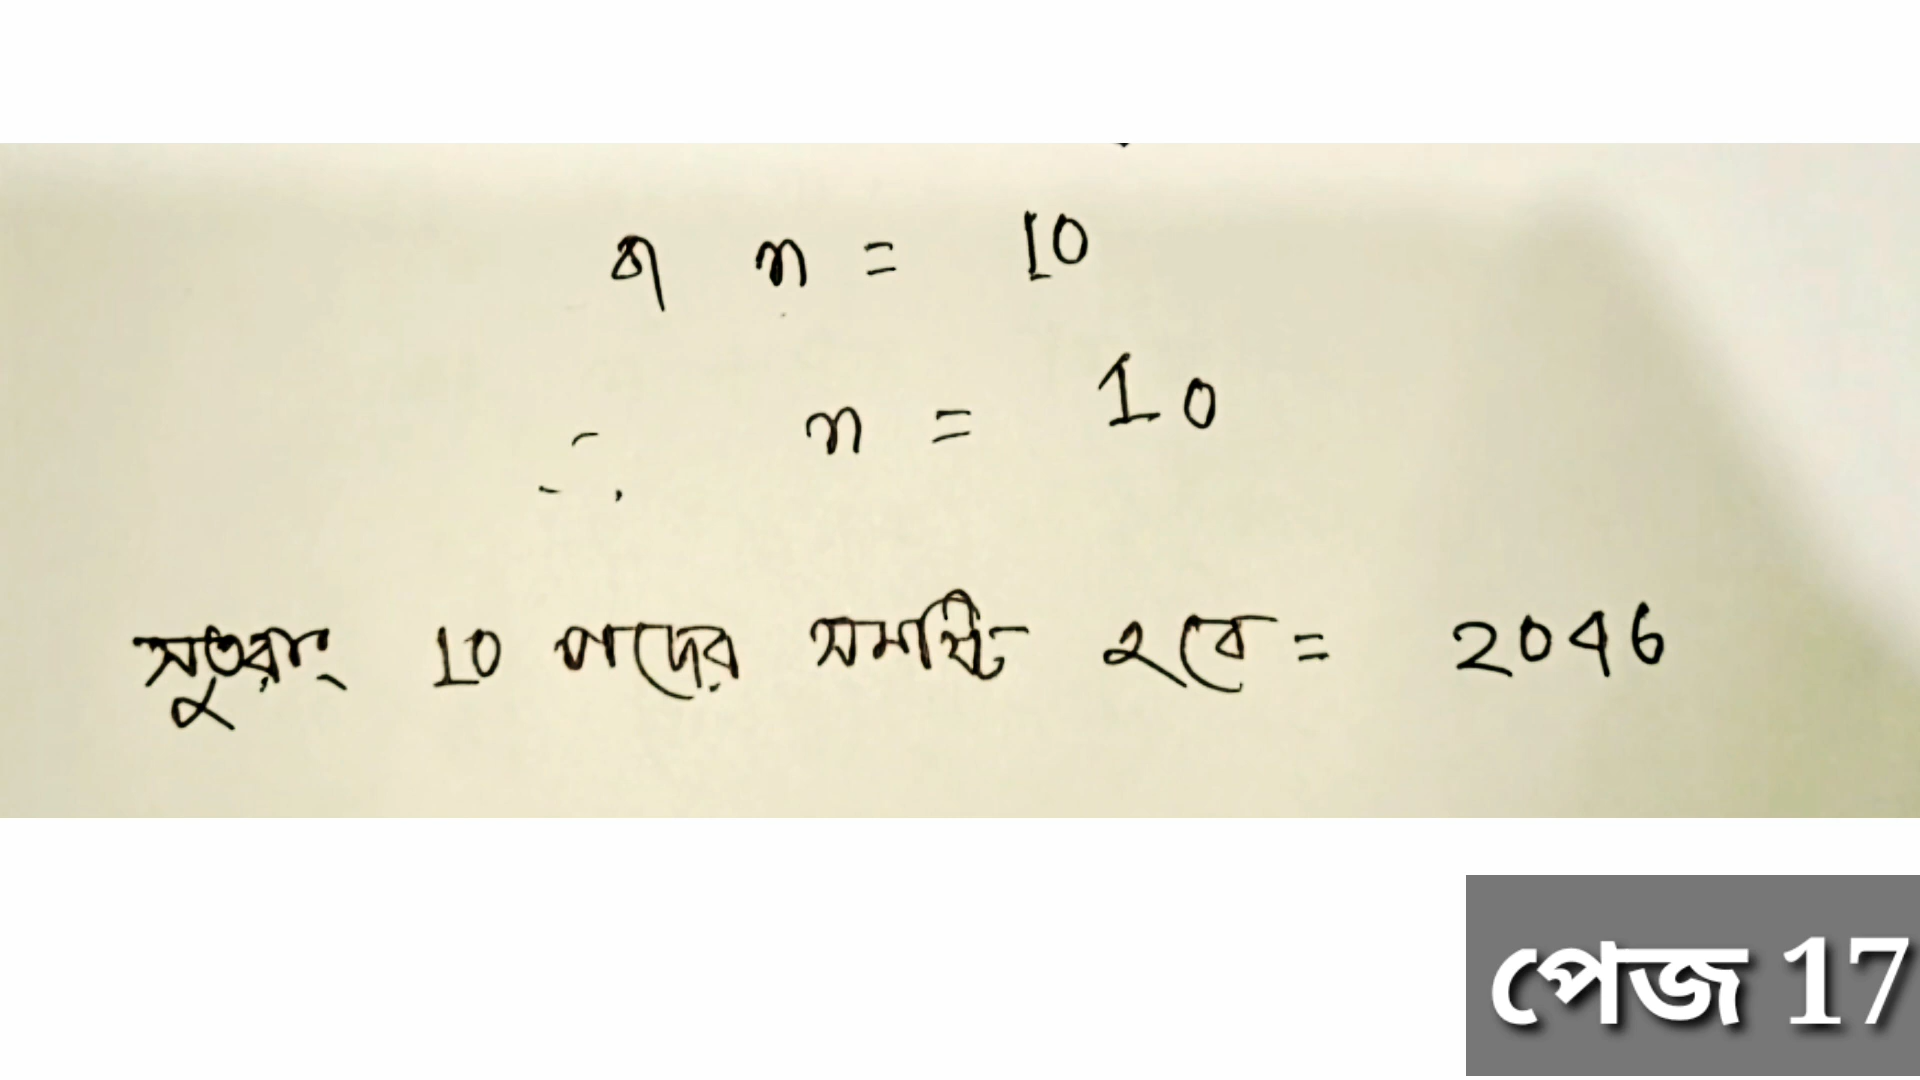 বা n = 10
∴ n = 10
সুতরাং 10 পদের সমষ্টি হবে = 2046
পেজ 17